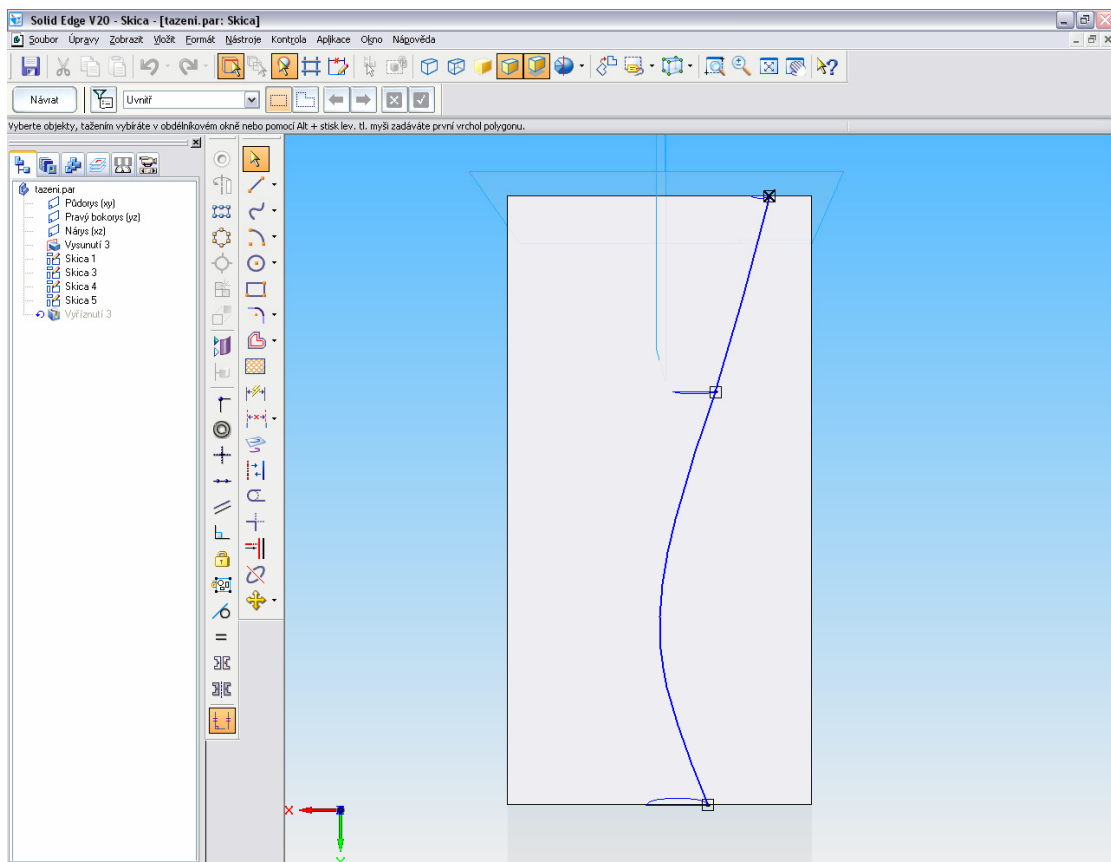 Solid Edge V20 - Skica - [tazeni.par: Skica]
Soubor Úpravy Zobrazit Vložit Formát Nástroje Kontrola Aplikace Okno Nápověda
Návrat Uvnitř
Vyberte objekty, tažením vybíráte v obdélníkovém okně nebo pomocí Alt + stisk lev. tl. myši zadáváte první vrchol polygonu.
tazeni.par
Půdorys (xy)
Pravý bokorys (yz)
Nárys (xz)
Vysunutí 3
Skica 1
Skica 3
Skica 4
Skica 5
Vyříznutí 3
X
Y